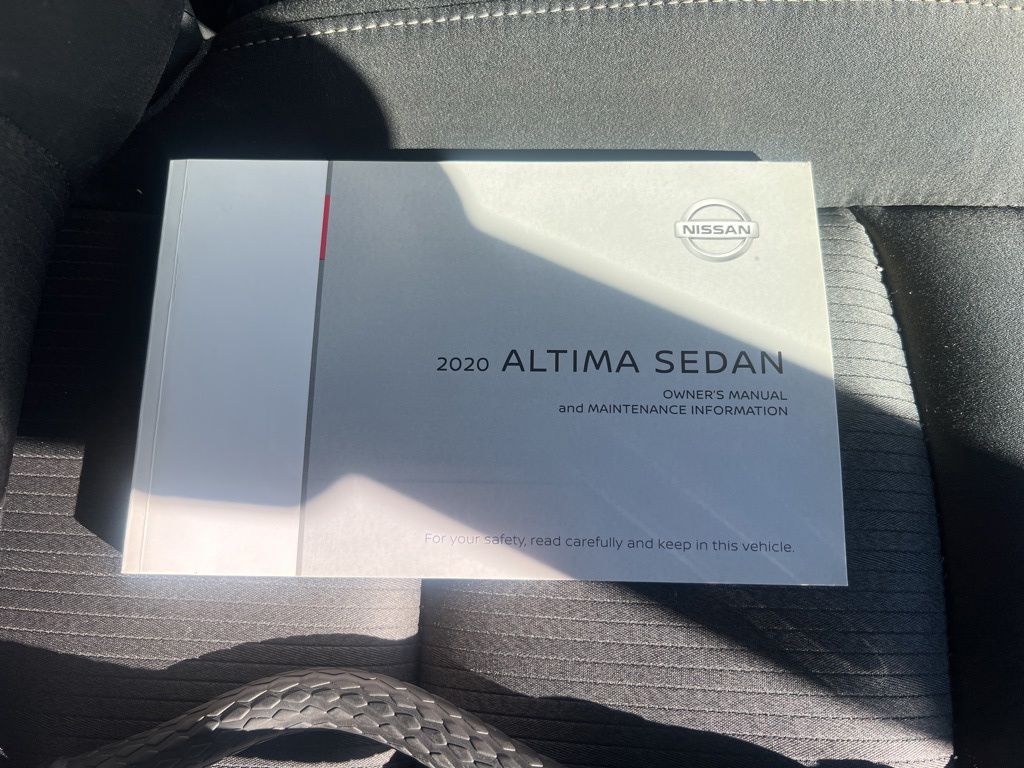 NISSAN
2020 ALTIMA SEDAN
OWNER'S MANUAL
and MAINTENANCE INFORMATION
For your safety, read carefully and keep in this vehicle.